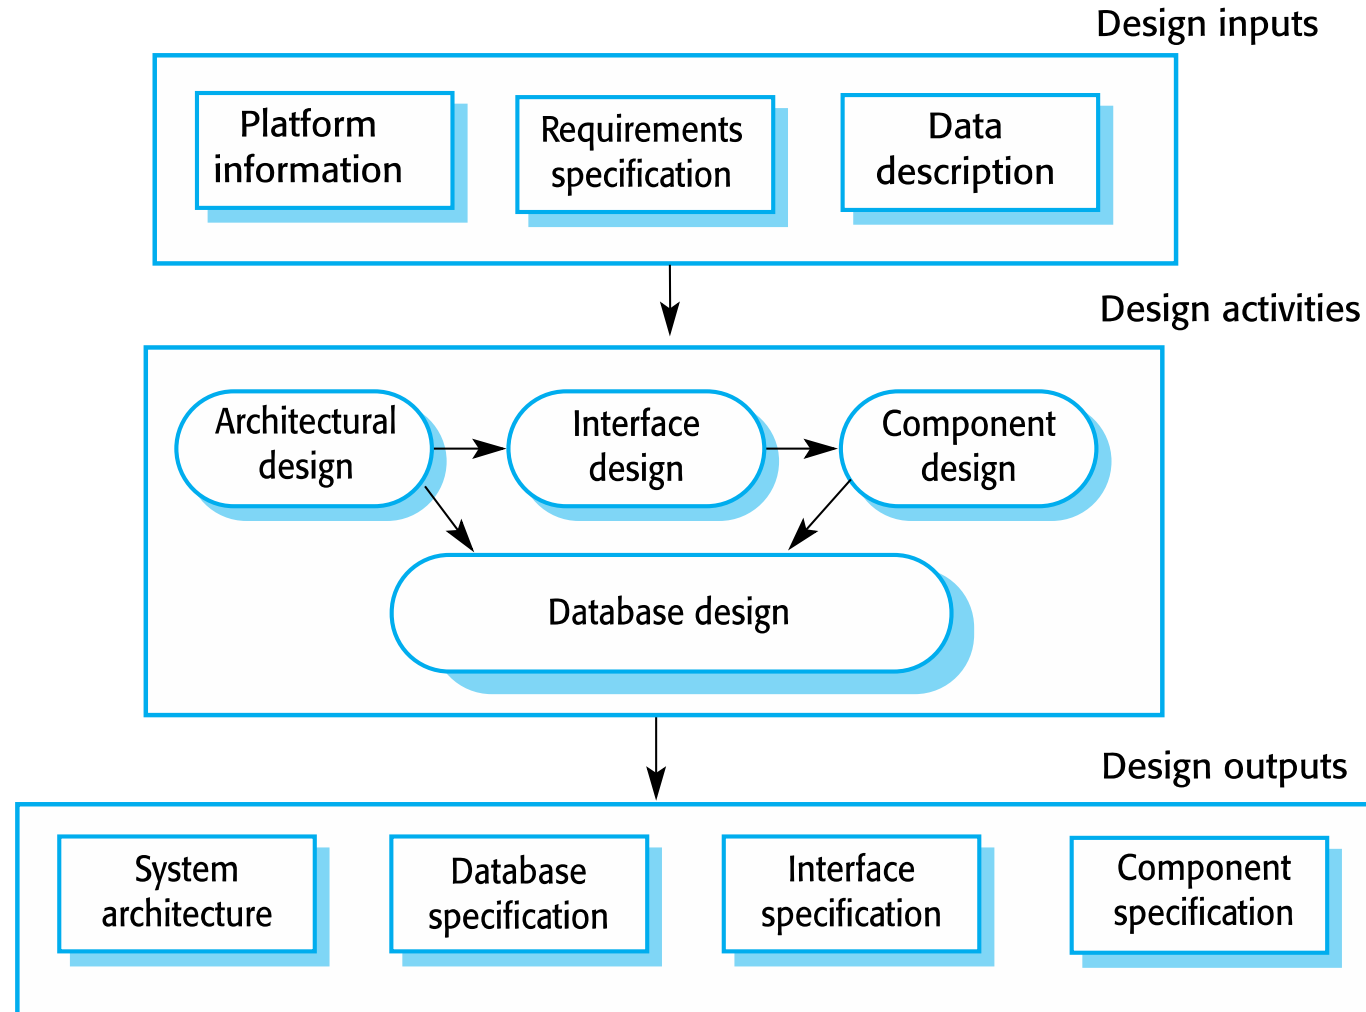 Design inputs
Platform
information
Requirements
specification
Data
description
Design activities
Architectural
design
Interface
design
Component
design
Database design
Design outputs
System
architecture
Database
specification
Interface
specification
Component
specification